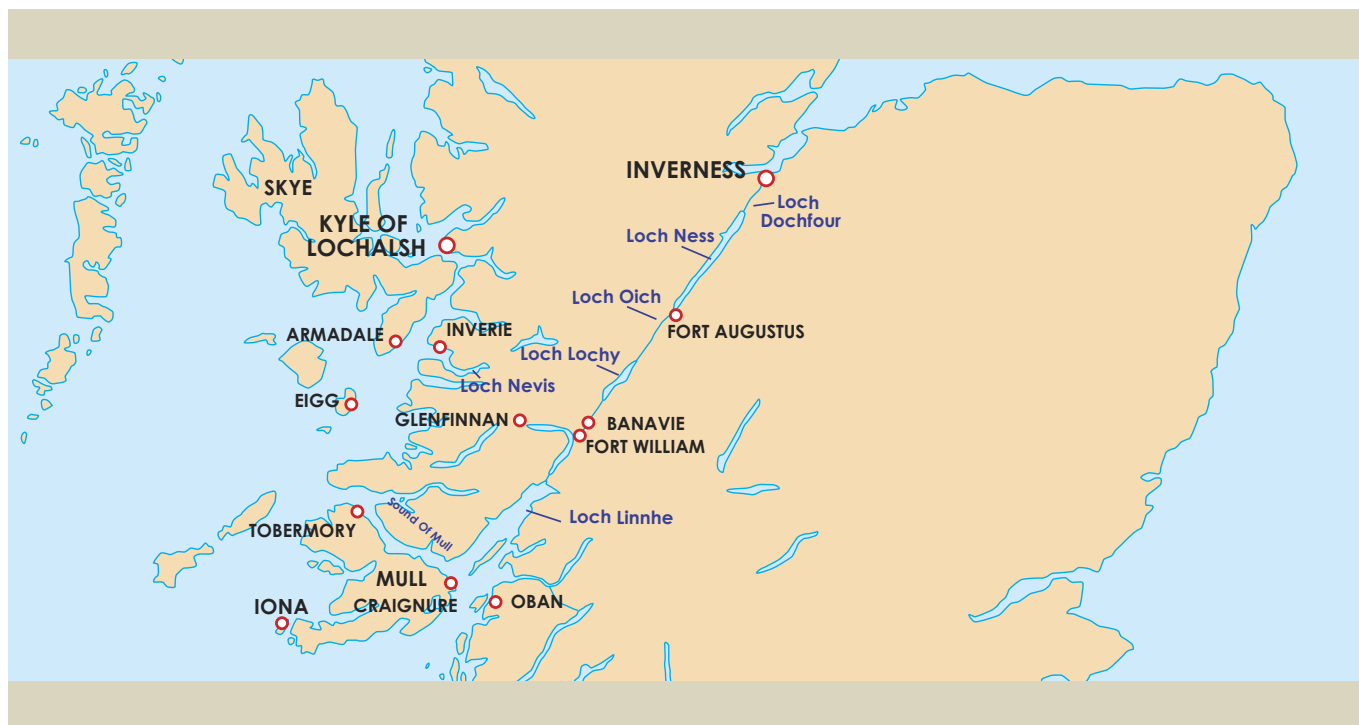 INVERNESS
SKYE
Loch
Dochfour
KYLE OF
LOCHALSH
Loch Ness
Loch Oich
FORT AUGUSTUS
ARMADALE
INVERIE
Loch Lochy
Loch Nevis
EIGG
GLENFINNAN
BANAVIE
FORT WILLIAM
Sound Of Mull
Loch Linnhe
TOBERMORY
MULL
CRAIGNURE
OBAN
IONA